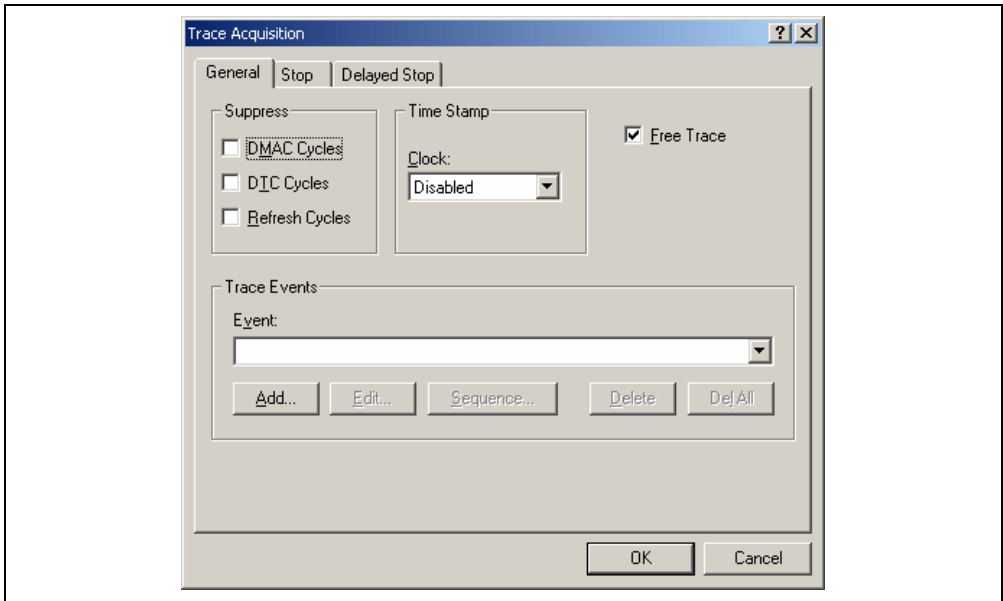 Trace Acquisition
General Stop Delayed Stop
Suppress
DMAC Cycles
DTC Cycles
Refresh Cycles
Time Stamp
Clock:
Disabled
Free Trace
Trace Events
Event:
Add... Edit... Sequence... Delete Del All
OK Cancel